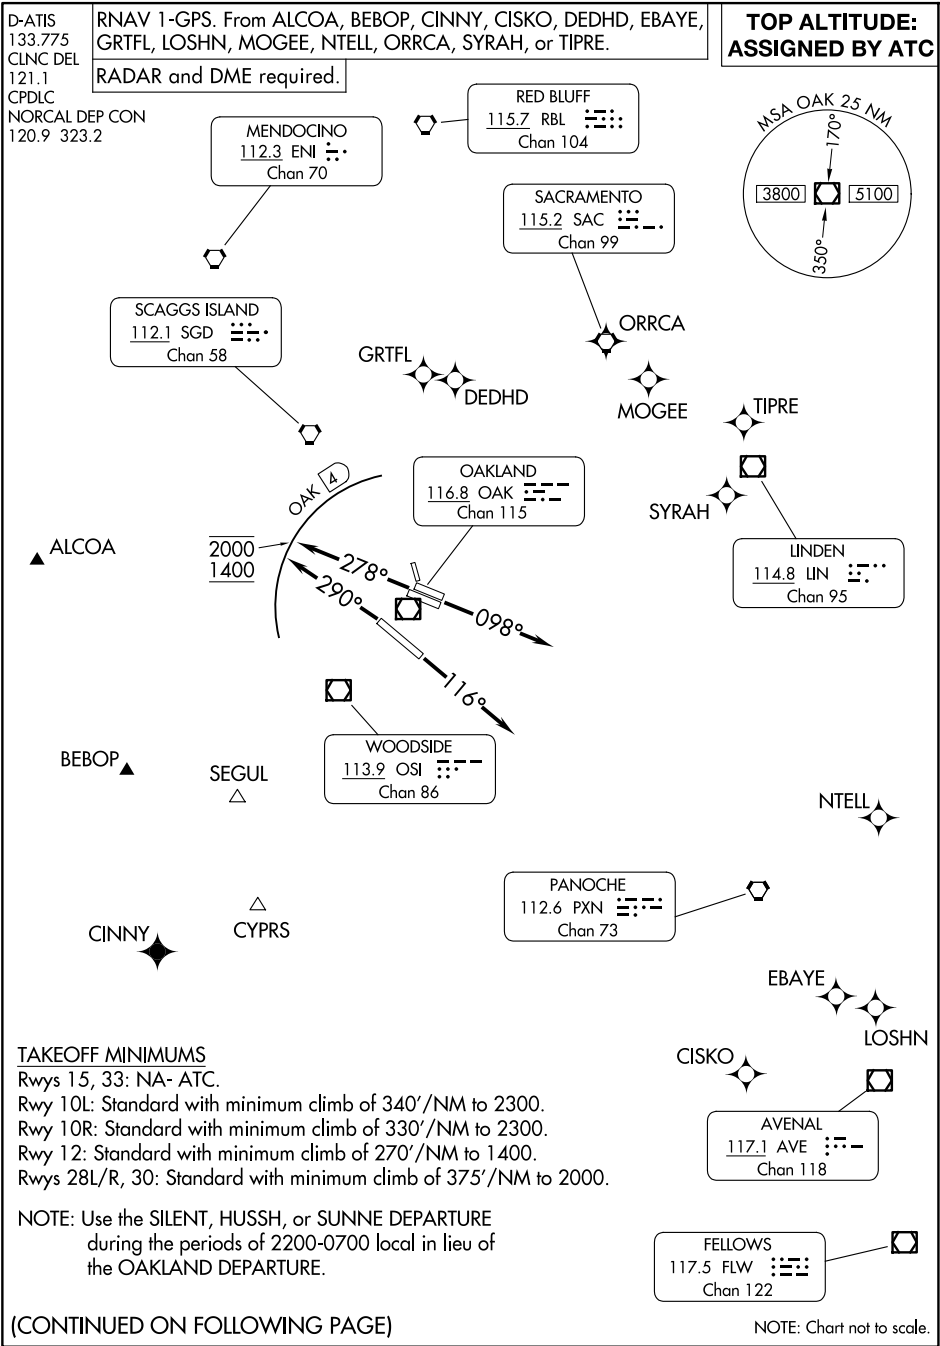 D-ATIS
133.775
CLNC DEL
121.1
CPDLC
NORCAL DEP CON
120.9 323.2
RNAV 1-GPS. From ALCOA, BEBOP, CINNY, CISKO, DEDHD, EBAYE,
GRTFL, LOSHN, MOGEE, NTELL, ORRCA, SYRAH, or TIPRE.
RADAR and DME required.
TOP ALTITUDE:
ASSIGNED BY ATC
RED BLUFF
115.7 RBL
Chan 104
MENDOCINO
112.3 ENI
Chan 70
MSA OAK 25 NM
170°
3800
5100
350°
SACRAMENTO
115.2 SAC
Chan 99
SCAGGS ISLAND
112.1 SGD
Chan 58
ORRCA
GRTFL
DEDHD
MOGEE
TIPRE
OAKLAND
116.8 OAK
Chan 115
OAK 4
SYRAH
ALCOA
2000
1400
278°
290°
098°
116°
LINDEN
114.8 LIN
Chan 95
WOODSIDE
113.9 OSI
Chan 86
BEBOP
SEGUL
NTELL
PANOCHE
112.6 PXN
Chan 73
CINNY
CYPRS
EBAYE
LOSHN
CISKO
AVENAL
117.1 AVE
Chan 118
TAKEOFF MINIMUMS
Rwys 15, 33: NA- ATC.
Rwy 10L: Standard with minimum climb of 340'/NM to 2300.
Rwy 10R: Standard with minimum climb of 330'/NM to 2300.
Rwy 12: Standard with minimum climb of 270'/NM to 1400.
Rwys 28L/R, 30: Standard with minimum climb of 375'/NM to 2000.
NOTE: Use the SILENT, HUSSH, or SUNNE DEPARTURE
during the periods of 2200-0700 local in lieu of
the OAKLAND DEPARTURE.
FELLOWS
117.5 FLW
Chan 122
(CONTINUED ON FOLLOWING PAGE)
NOTE: Chart not to scale.